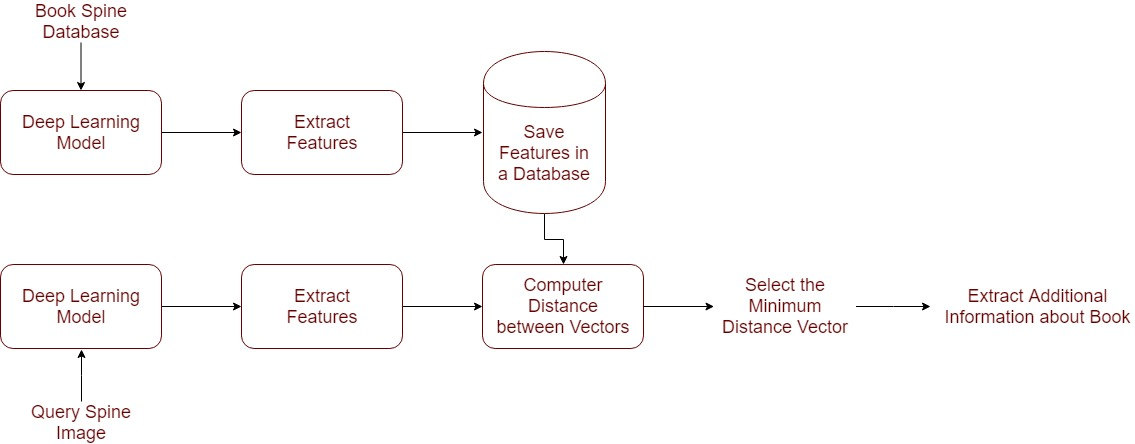 Book Spine
Database
Deep Learning
Model
Extract
Features
Save
Features in
a Database
Deep Learning
Model
Extract
Features
Computer
Distance
between Vectors
Select the
Minimum
Distance Vector
Extract Additional
Information about Book
Query Spine
Image